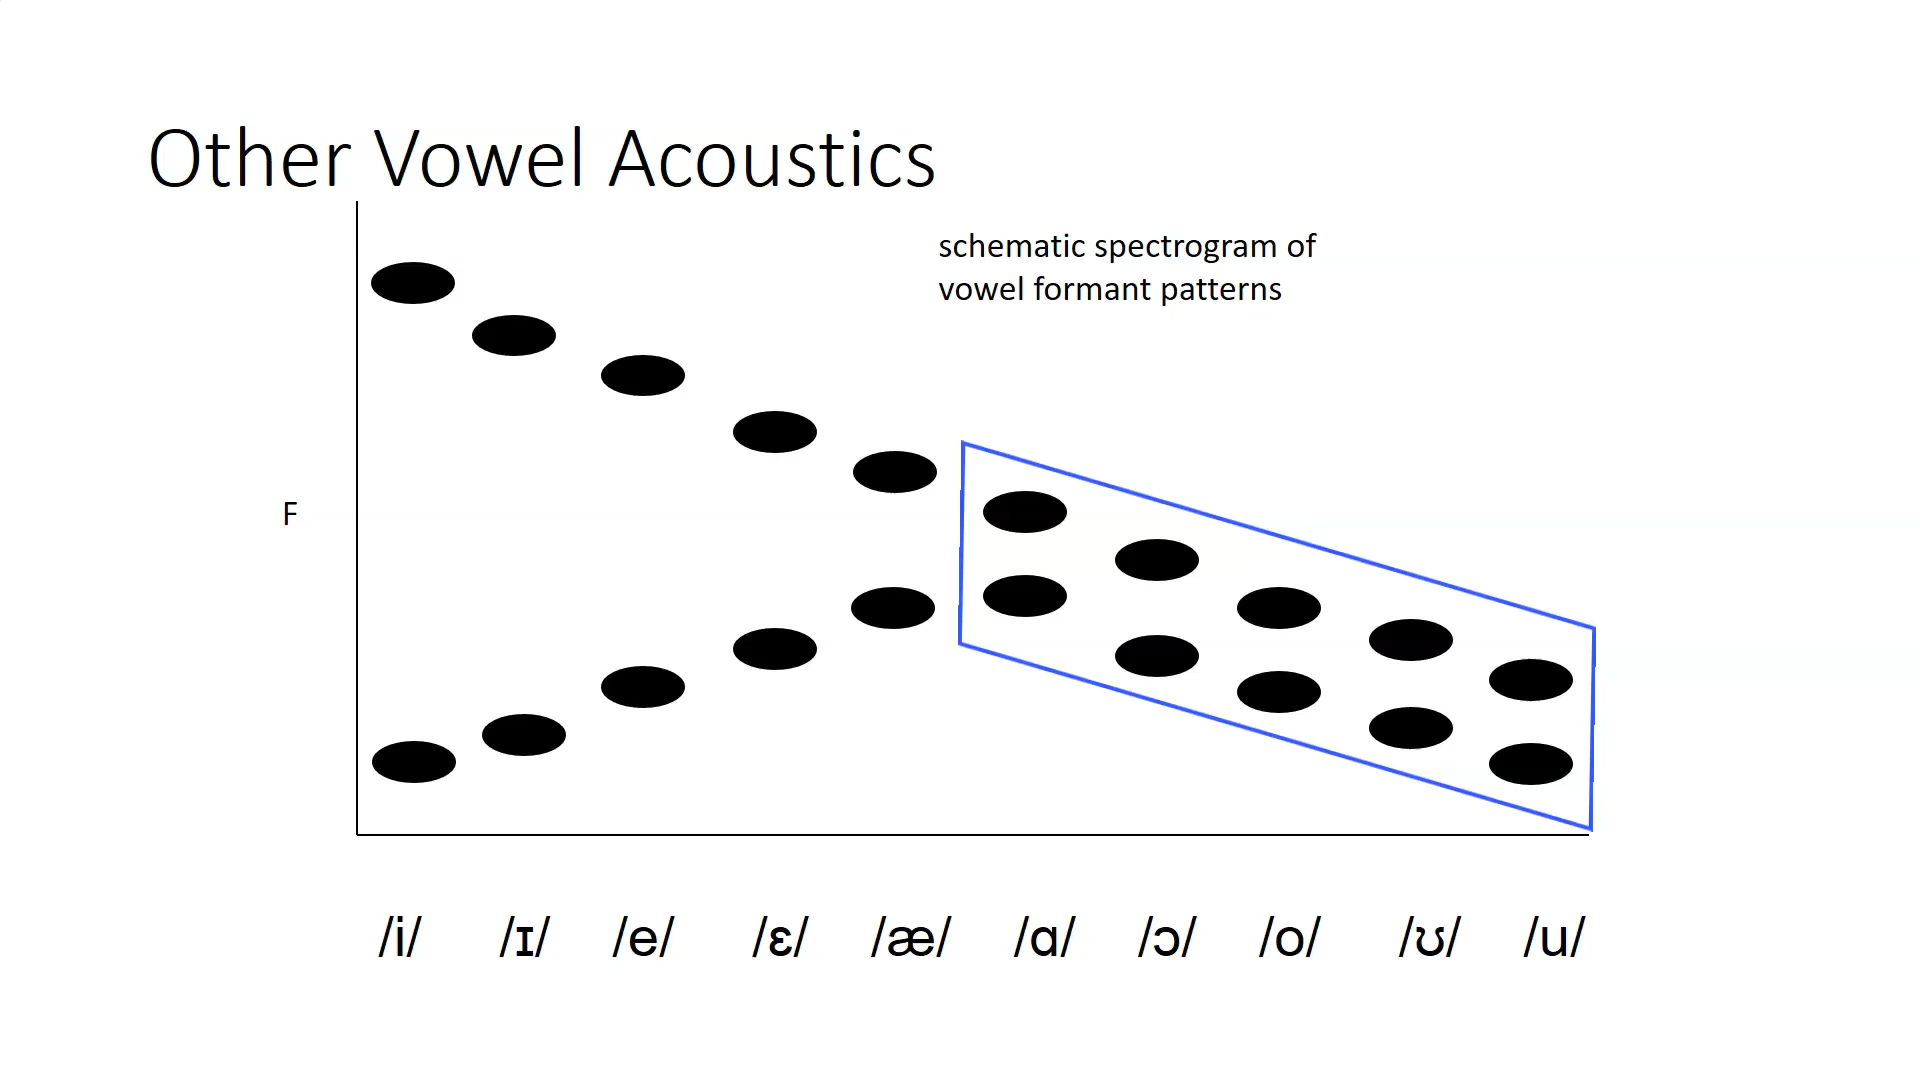 Other Vowel Acoustics
schematic spectrogram of
vowel formant patterns
F
/i/ /ɪ/ /e/ /ɛ/ /æ/ /ɑ/ /ɔ/ /o/ /ʊ/ /u/